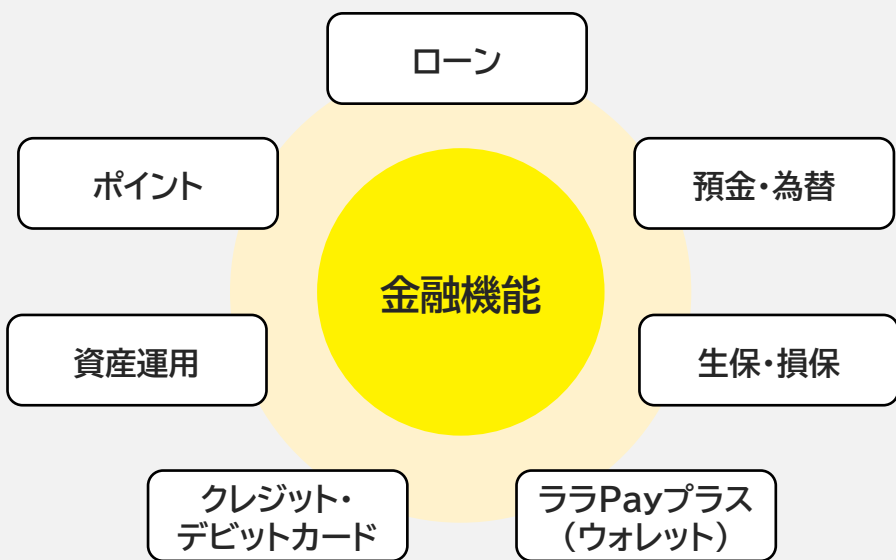 ローン
ポイント
預金・為替
金融機能
資産運用
生保・損保
クレジット・
デビットカード
ララPayプラス
（ウォレット）